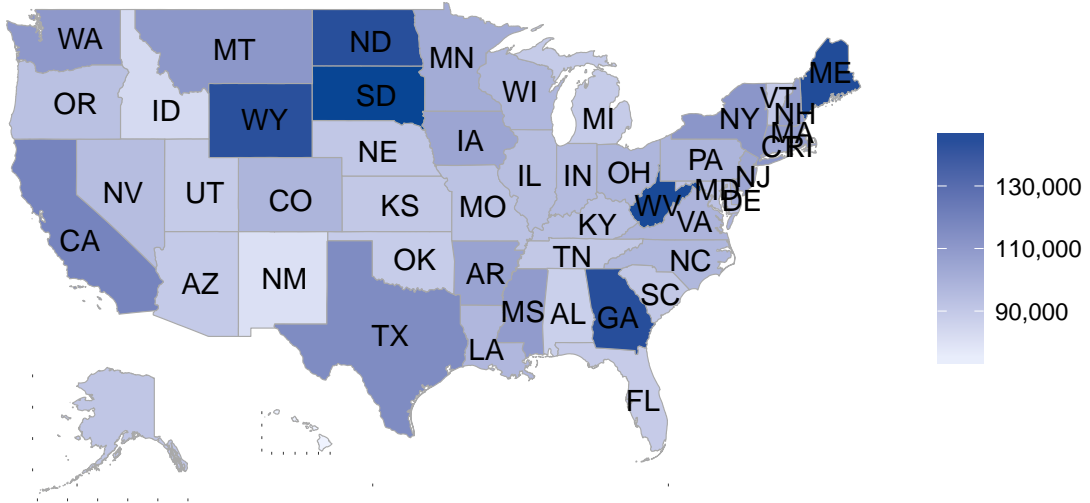 WA
MT
ND
MN
ME
OR
ID
WY
SD
WI
MI
VT
NH
NY
MA
CT
RI
IA
NE
PA
NJ
NV
UT
CO
KS
MO
IL
IN
OH
WV
MD
DE
VA
KY
CA
AZ
NM
OK
AR
TN
NC
SC
TX
LA
MS
AL
GA
FL
130,000
110,000
90,000